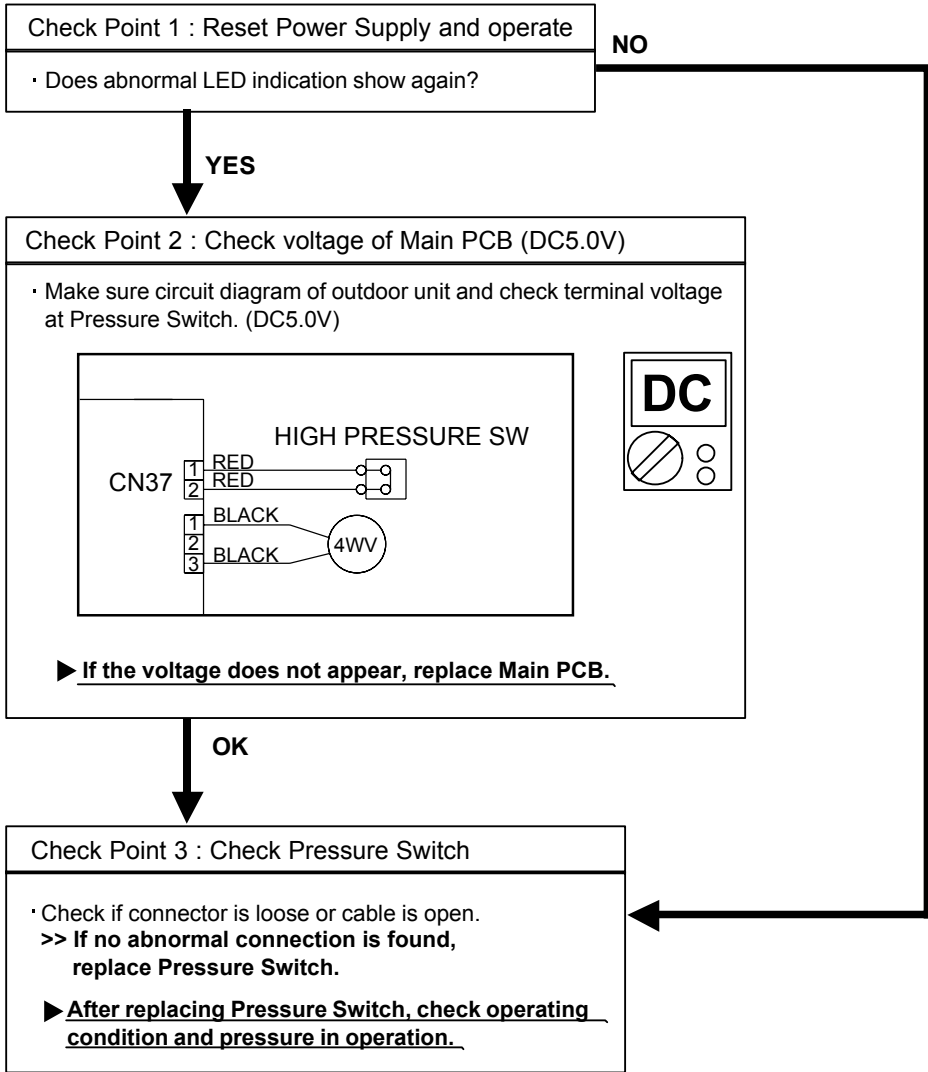 Check Point 1 : Reset Power Supply and operate
NO
· Does abnormal LED indication show again?
YES
Check Point 2 : Check voltage of Main PCB (DC5.0V)
· Make sure circuit diagram of outdoor unit and check terminal voltage
at Pressure Switch. (DC5.0V)
DC
HIGH PRESSURE SW
CN37
1 RED
2 RED
1 BLACK
2
3 BLACK
4WV
▶ If the voltage does not appear, replace Main PCB.
OK
Check Point 3 : Check Pressure Switch
· Check if connector is loose or cable is open.
>> If no abnormal connection is found,
replace Pressure Switch.
▶ After replacing Pressure Switch, check operating
condition and pressure in operation.